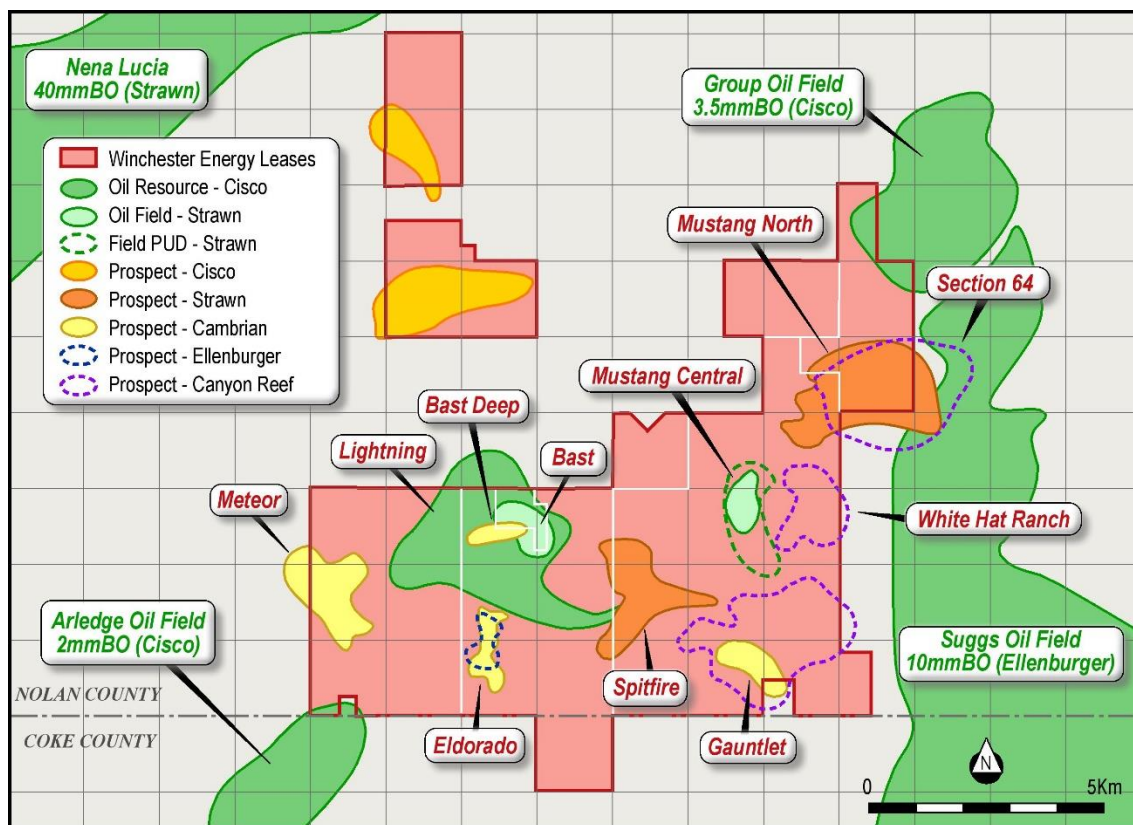 Nena Lucia
40mmBO (Strawn)
Group Oil Field
3.5mmBO (Cisco)
Winchester Energy Leases
Oil Resource - Cisco
Oil Field - Strawn
Field PUD - Strawn
Prospect - Cisco
Prospect - Strawn
Prospect - Cambrian
Prospect - Ellenburger
Prospect - Canyon Reef
Mustang North
Section 64
Mustang Central
Bast Deep
Lightning
Bast
Meteor
White Hat Ranch
Arledge Oil Field
2mmBO (Cisco)
Suggs Oil Field
10mmBO (Ellenburger)
Spitfire
NOLAN COUNTY
COKE COUNTY
Eldorado
Gauntlet
N
0
5Km